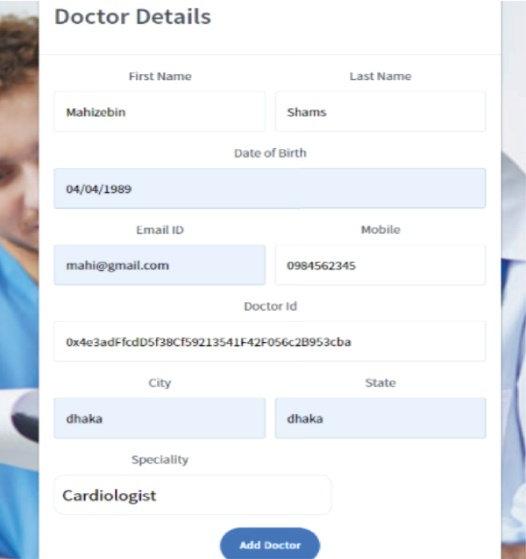 Doctor Details
First Name Last Name
Mahizebin Shams
Date of Birth
04/04/1989
Email ID Mobile
mahi@gmail.com 0984562345
Doctor Id
0x4e3adFfcdD5f38Cf59213541F42F056c2B953cba
City State
dhaka dhaka
Speciality
Cardiologist
Add Doctor